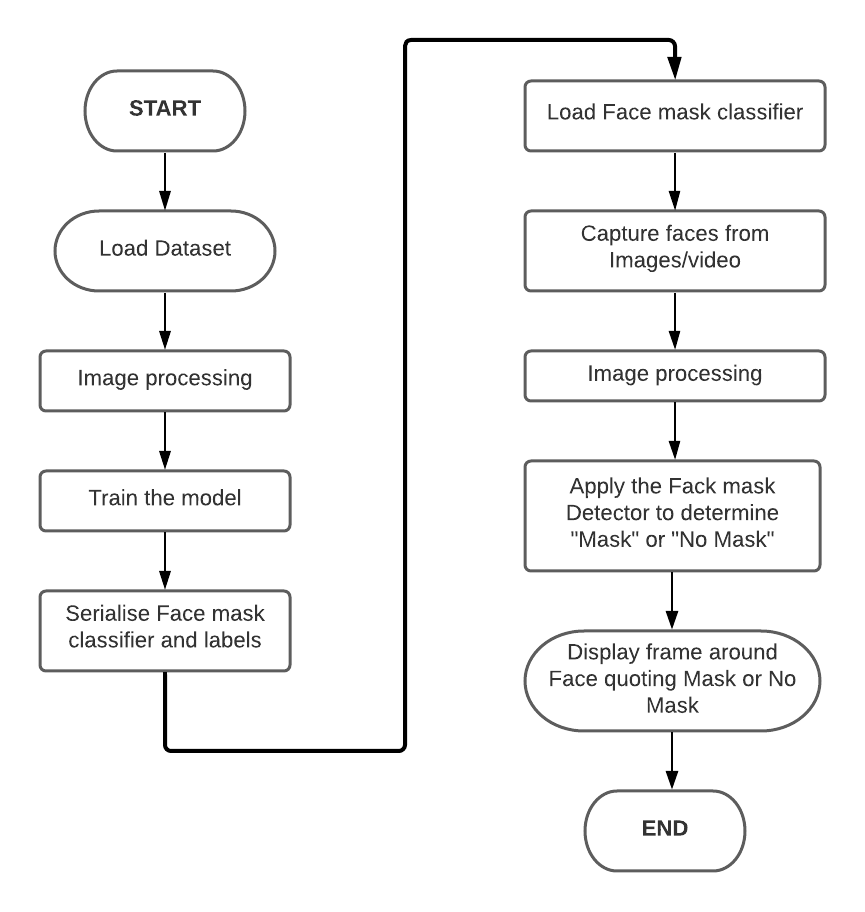 START
Load Dataset
Image processing
Train the model
Serialise Face mask
classifier and labels
Load Face mask classifier
Capture faces from
Images/video
Image processing
Apply the Fack mask
Detector to determine
"Mask" or "No Mask"
Display frame around
Face quoting Mask or No
Mask
END